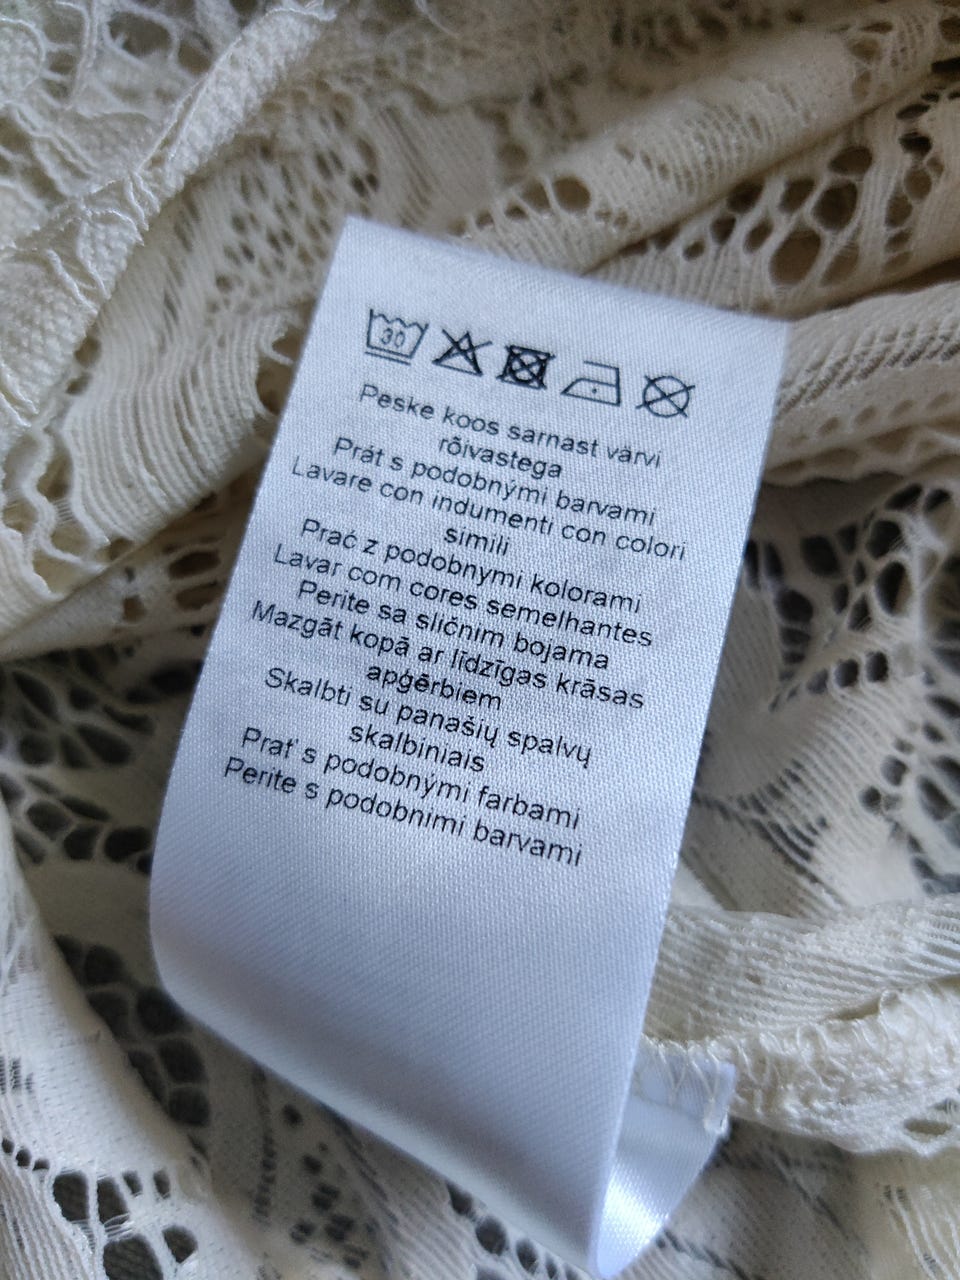 30
Peske koos sarnast värvi
rõivastega
Prát s podobnými barvami
Lavare con indumenti con colori
simili
Prać z podobnymi kolorami
Lavar com cores semelhantes
Perite sa sličnim bojama
Mazgāt kopā ar līdzīgas krāsas
apģērbiem
Skalbti su panašių spalvų
skalbiniais
Prať s podobnými farbami
Perite s podobnimi barvami